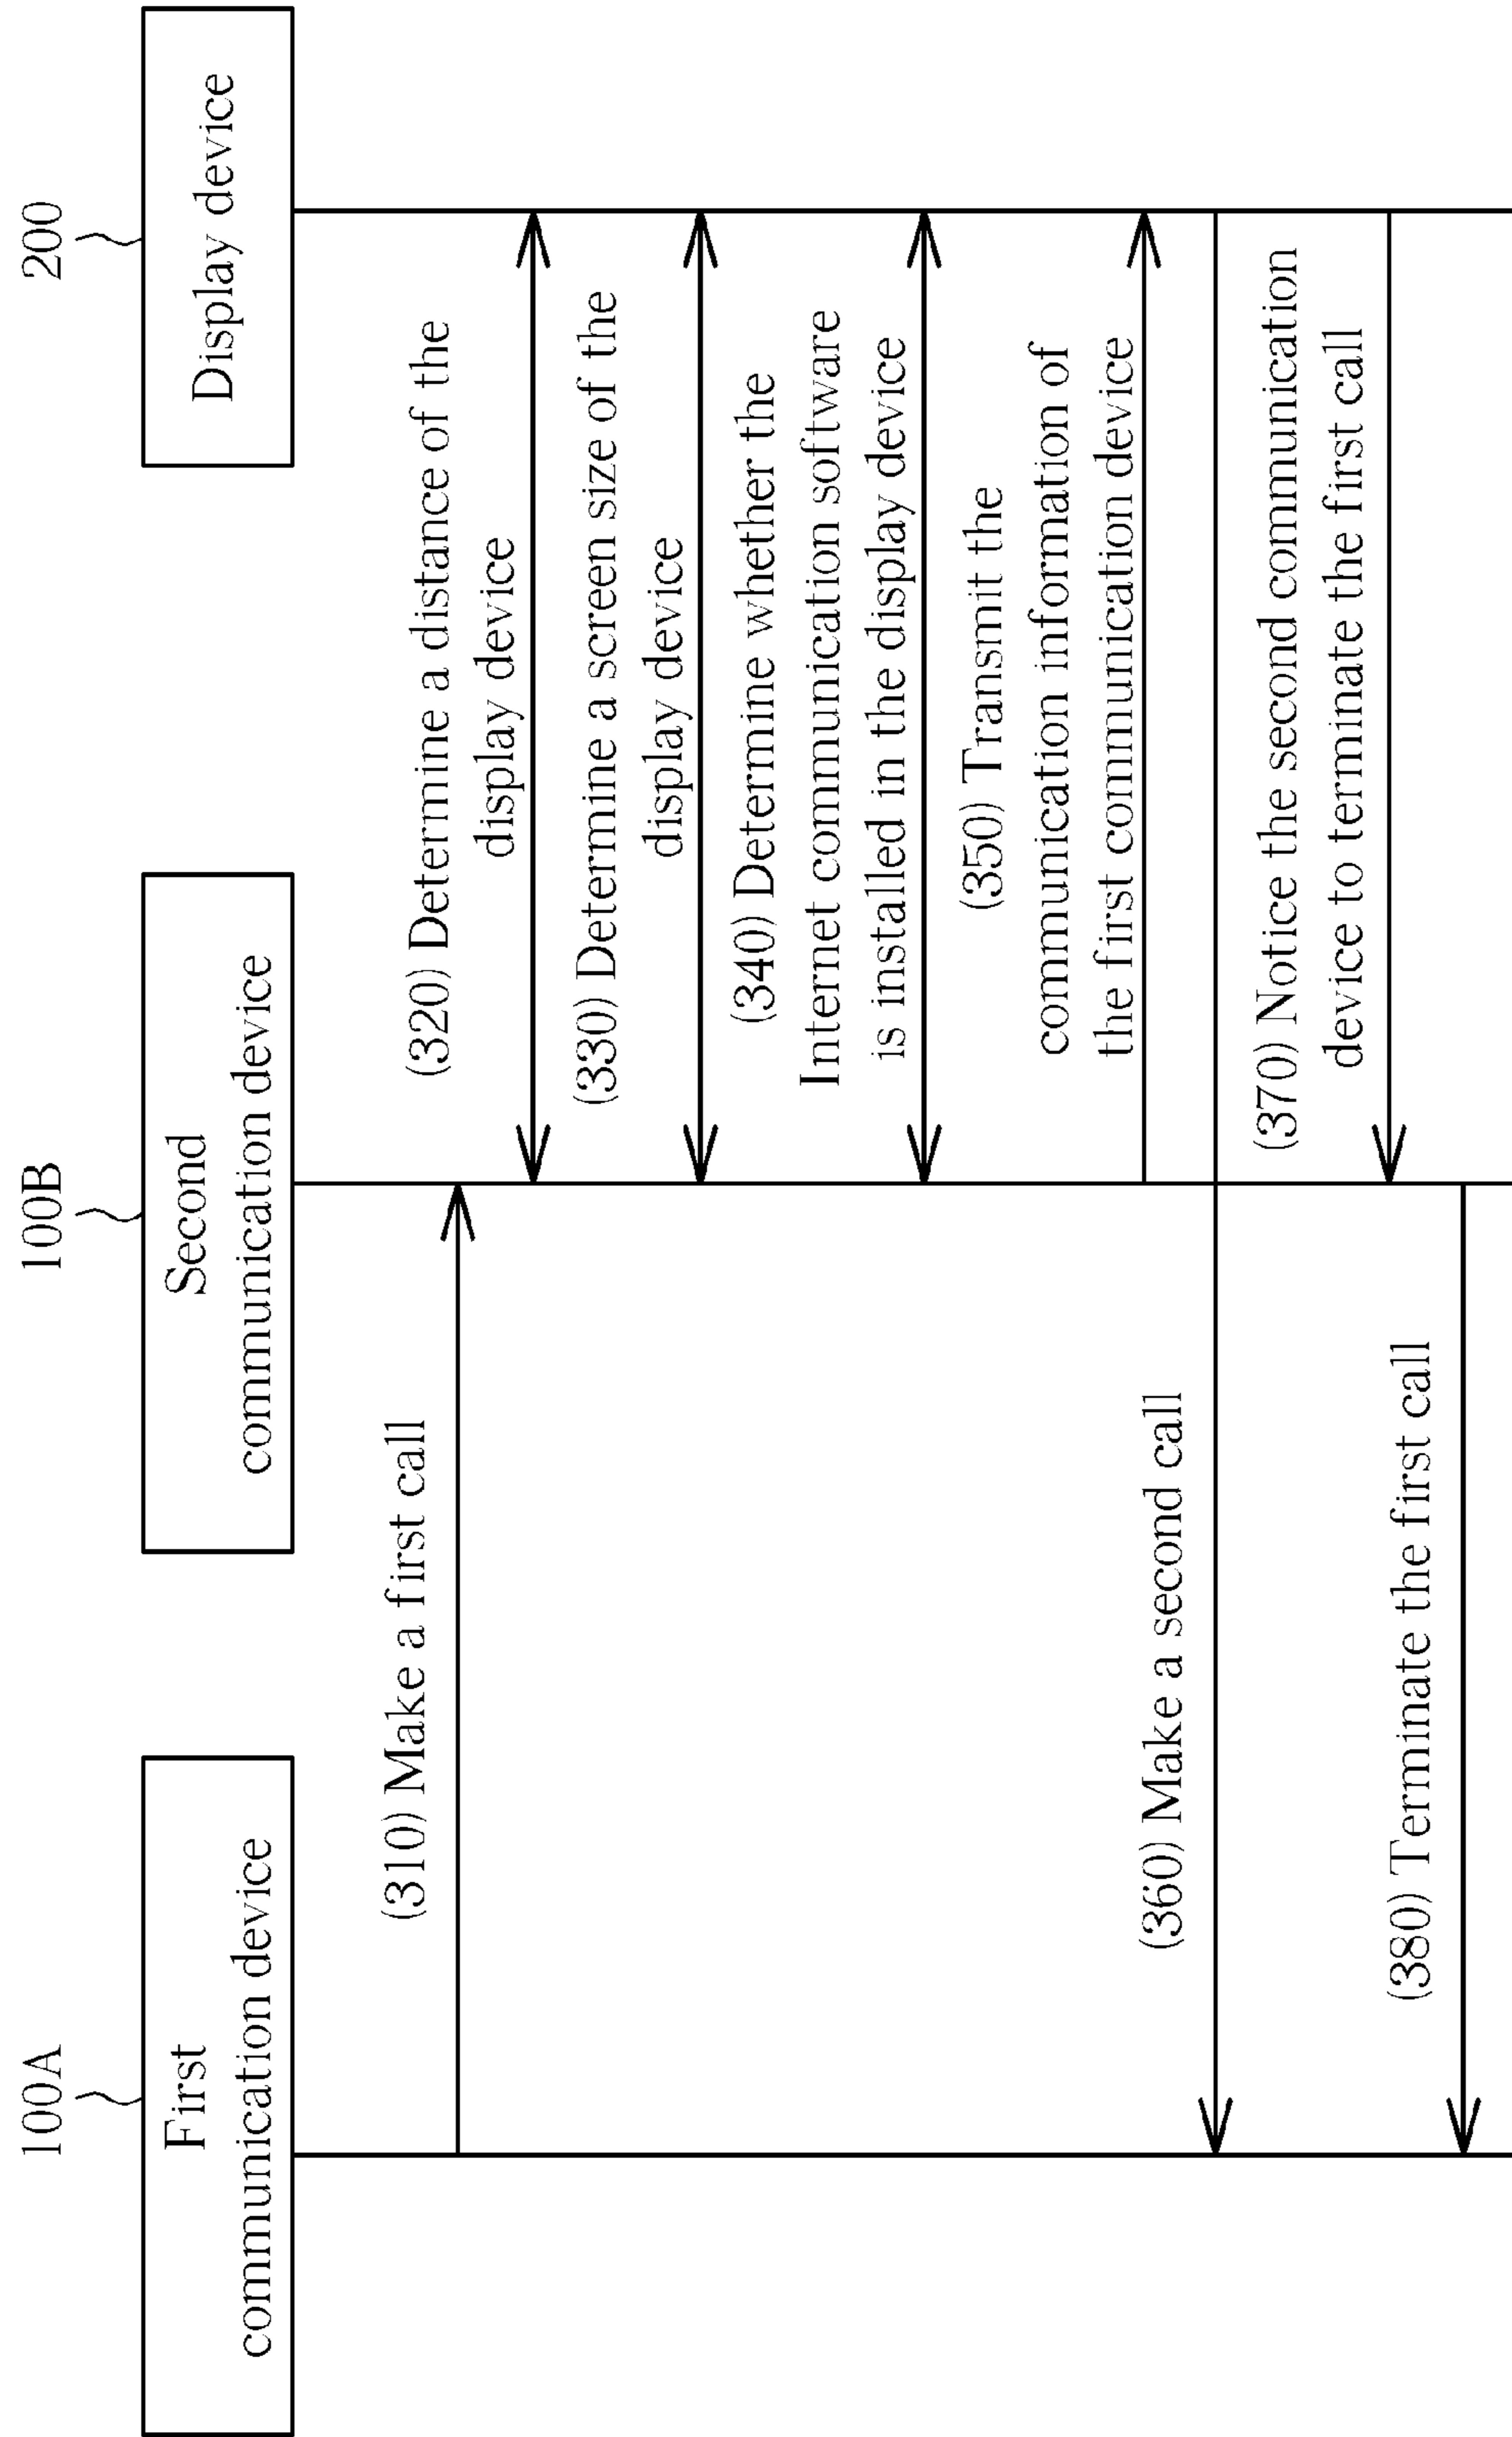 100A
100B
200
First
communication device
Second
communication device
Display device
(310) Make a first call
(320) Determine a distance of the
display device
(330) Determine a screen size of the
display device
(340) Determine whether the
Internet communication software
is installed in the display device
(350) Transmit the
communication information of
the first communication device
(360) Make a second call
(370) Notice the second communication
device to terminate the first call
(380) Terminate the first call